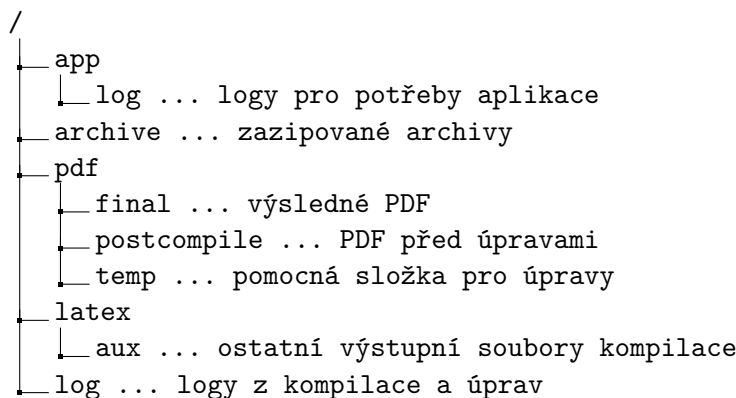 /
app
log ... logy pro potřeby aplikace
archive ... zazipované archivy
pdf
final ... výsledné PDF
postcompile ... PDF před úpravami
temp ... pomocná složka pro úpravy
latex
aux ... ostatní výstupní soubory kompilace
log ... logy z kompilace a úprav